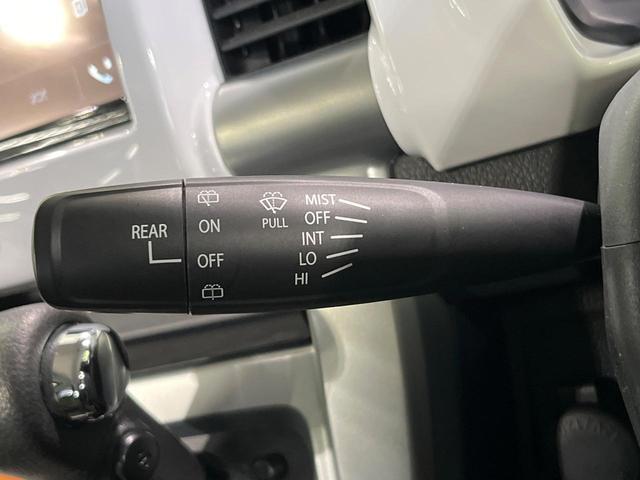 REAR
ON
OFF
PULL
MIST
OFF
INT
LO
HI